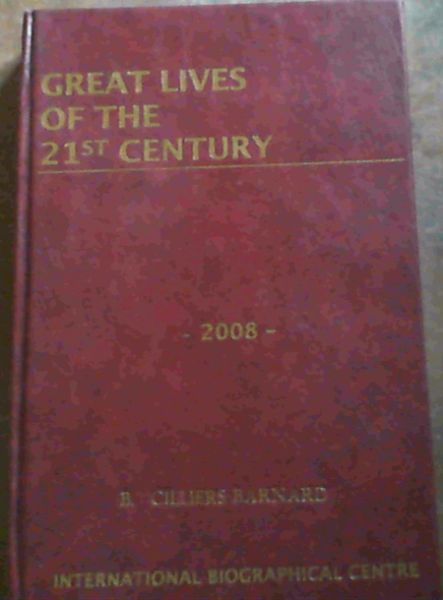 GREAT LIVES
OF THE
21ST CENTURY
- 2008 -
B. CILLIERS BARNARD
INTERNATIONAL BIOGRAPHICAL CENTRE